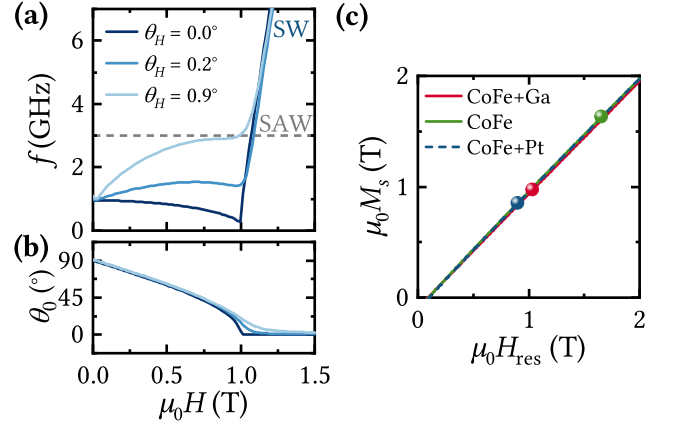 (a)
6
4
2
0
f (GHz)
θH = 0.0°
θH = 0.2°
θH = 0.9°
SW
SAW
(b)
90
45
0
θ0 (°)
0.0 0.5 1.0 1.5
μ0H (T)
(c)
2
1
0
μ0Ms (T)
CoFe+Ga
CoFe
CoFe+Pt
0 1 2
μ0Hres (T)